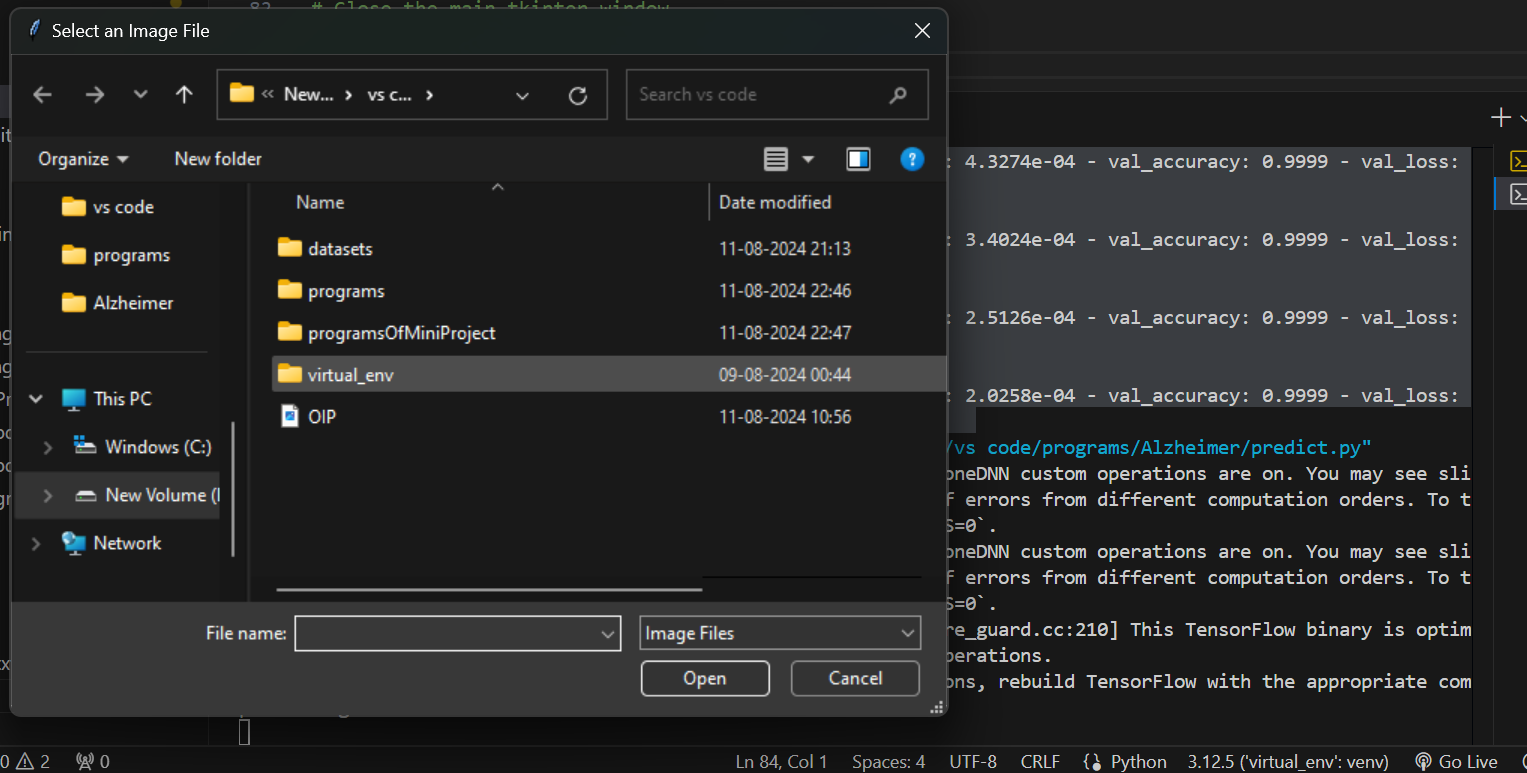 # Close the main tkinter window
Select an Image File
« New... > vs c... >
Search vs code
Organize
New folder
vs code
programs
Alzheimer
This PC
Windows (C:)
New Volume (
Network
Name
Date modified
datasets
11-08-2024 21:13
programs
11-08-2024 22:46
programsOfMiniProject
11-08-2024 22:47
virtual_env
09-08-2024 00:44
OIP
11-08-2024 10:56
File name:
Image Files
Open
Cancel
: 4.3274e-04 - val_accuracy: 0.9999 - val_loss:
: 3.4024e-04 - val_accuracy: 0.9999 - val_loss:
: 2.5126e-04 - val_accuracy: 0.9999 - val_loss:
: 2.0258e-04 - val_accuracy: 0.9999 - val_loss:
/vs code/programs/Alzheimer/predict.py"
oneDNN custom operations are on. You may see sli
f errors from different computation orders. To t
S=0`.
oneDNN custom operations are on. You may see sli
f errors from different computation orders. To t
S=0`.
re_guard.cc:210] This TensorFlow binary is optim
perations.
ons, rebuild TensorFlow with the appropriate com
0 2 0
Ln 84, Col 1 Spaces: 4 UTF-8 CRLF {} Python 3.12.5 ('virtual_env': venv) Go Live